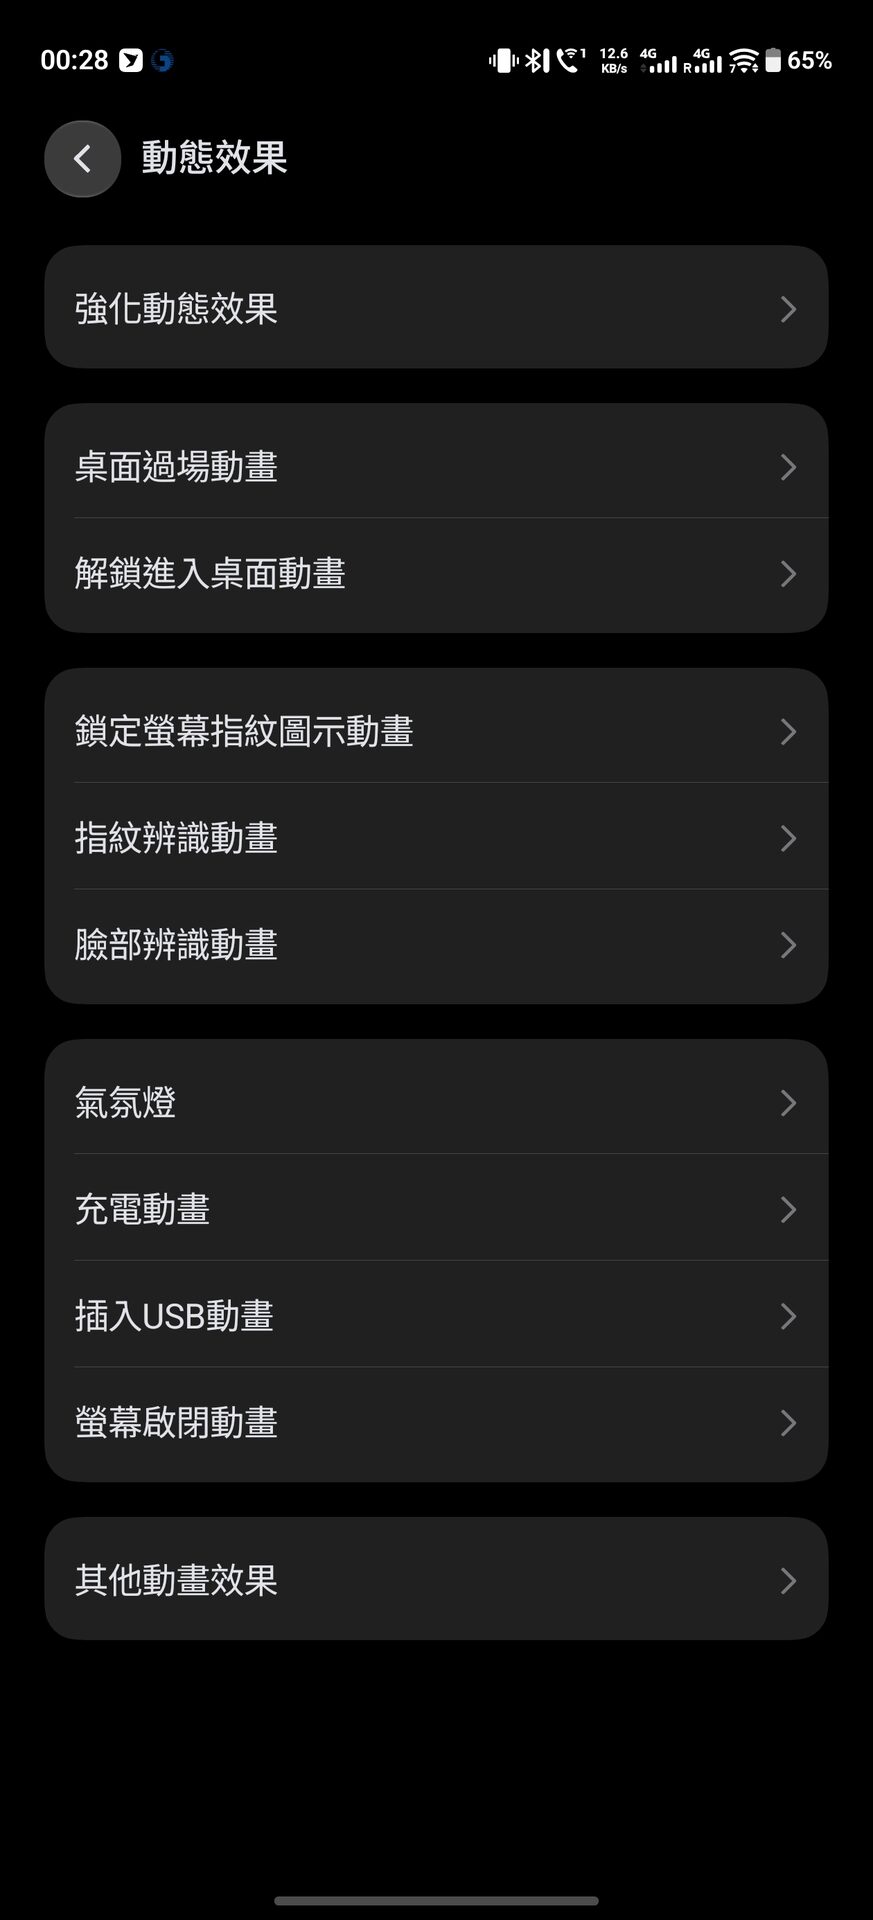 00:28 12.6 KB/s 4G 4G R 7 1 65%
動態效果
強化動態效果
桌面過場動畫
解鎖進入桌面動畫
鎖定螢幕指紋圖示動畫
指紋辨識動畫
臉部辨識動畫
氣氛燈
充電動畫
插入USB動畫
螢幕啟閉動畫
其他動畫效果